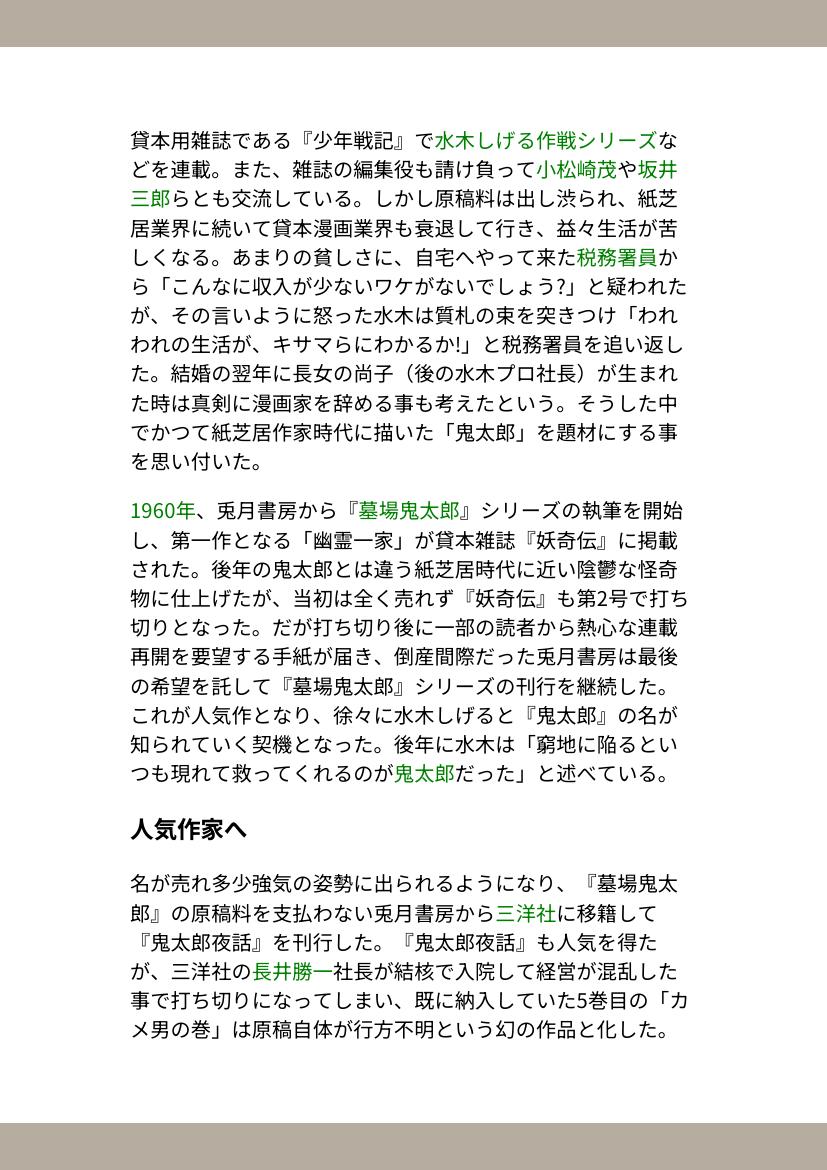 貸本用雑誌である『少年戦記』で水木しげる作戦シリーズな
どを連載。また、雑誌の編集役も請け負って小松崎茂や坂井
三郎らとも交流している。しかし原稿料は出し渋られ、紙芝
居業界に続いて貸本漫画業界も衰退して行き、益々生活が苦
しくなる。あまりの貧しさに、自宅へやって来た税務署員か
ら「こんなに収入が少ないワケがないでしょう?」と疑われた
が、その言いように怒った水木は質札の束を突きつけ「われ
われの生活が、キサマらにわかるか!」と税務署員を追い返し
た。結婚の翌年に長女の尚子（後の水木プロ社長）が生まれ
た時は真剣に漫画家を辞める事も考えたという。そうした中
でかつて紙芝居作家時代に描いた「鬼太郎」を題材にする事
を思い付いた。
1960年、兎月書房から『墓場鬼太郎』シリーズの執筆を開始
し、第一作となる「幽霊一家」が貸本雑誌『妖奇伝』に掲載
された。後年の鬼太郎とは違う紙芝居時代に近い陰鬱な怪奇
物に仕上げたが、当初は全く売れず『妖奇伝』も第2号で打ち
切りとなった。だが打ち切り後に一部の読者から熱心な連載
再開を要望する手紙が届き、倒産間際だった兎月書房は最後
の希望を託して『墓場鬼太郎』シリーズの刊行を継続した。
これが人気作となり、徐々に水木しげると『鬼太郎』の名が
知られていく契機となった。後年に水木は「窮地に陥るとい
つも現れて救ってくれるのが鬼太郎だった」と述べている。
人気作家へ
名が売れ多少強気の姿勢に出られるようになり、『墓場鬼太
郎』の原稿料を支払わない兎月書房から三洋社に移籍して
『鬼太郎夜話』を刊行した。『鬼太郎夜話』も人気を得た
が、三洋社の長井勝一社長が結核で入院して経営が混乱した
事で打ち切りになってしまい、既に納入していた5巻目の「カ
メ男の巻」は原稿自体が行方不明という幻の作品と化した。